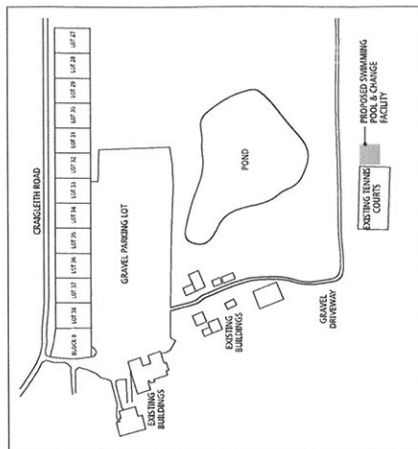 CRAIGLEITH ROAD
LOT 27
LOT 28
LOT 29
LOT 30
LOT 31
LOT 32
LOT 33
LOT 34
LOT 35
LOT 36
LOT 37
LOT 38
BLOCK B
GRAVEL PARKING LOT
POND
PROPOSED SWIMMING
POOL & CHANGE
FACILITY
EXISTING TENNIS
COURTS
GRAVEL
DRIVEWAY
EXISTING
BUILDINGS
EXISTING
BUILDINGS